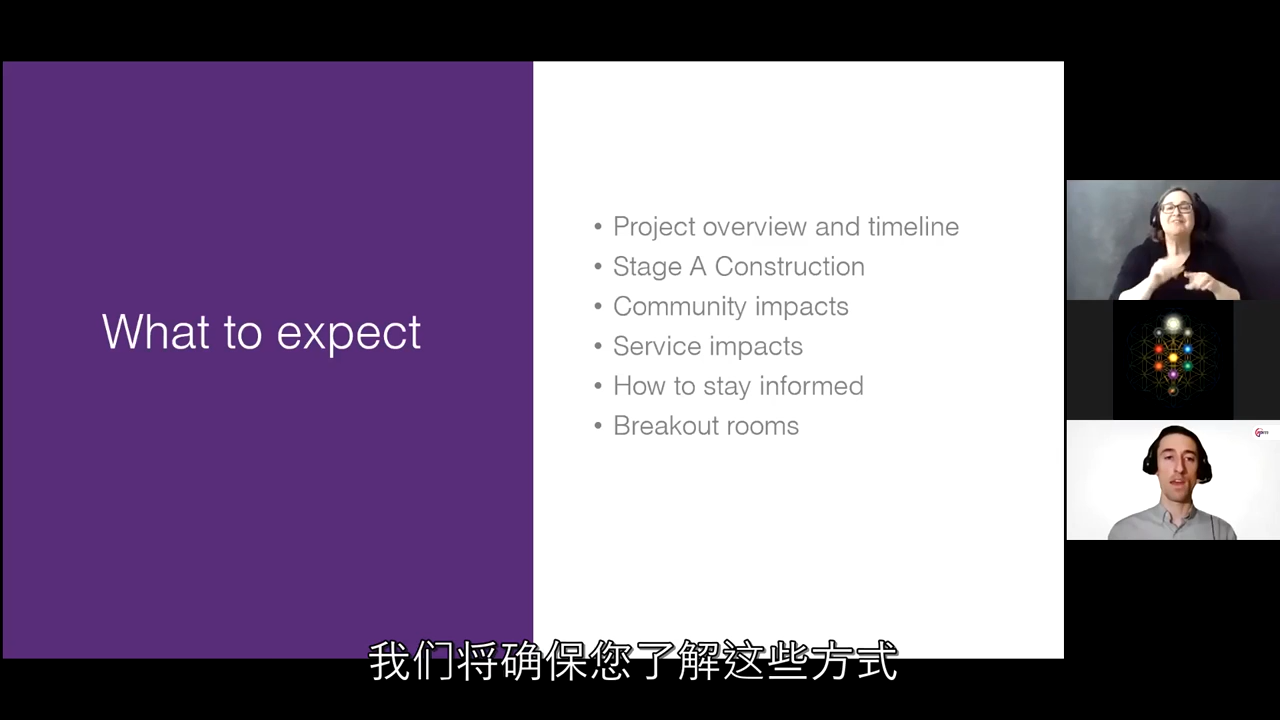 What to expect
• Project overview and timeline
• Stage A Construction
• Community impacts
• Service impacts
• How to stay informed
• Breakout rooms
我们将确保您了解这些方式